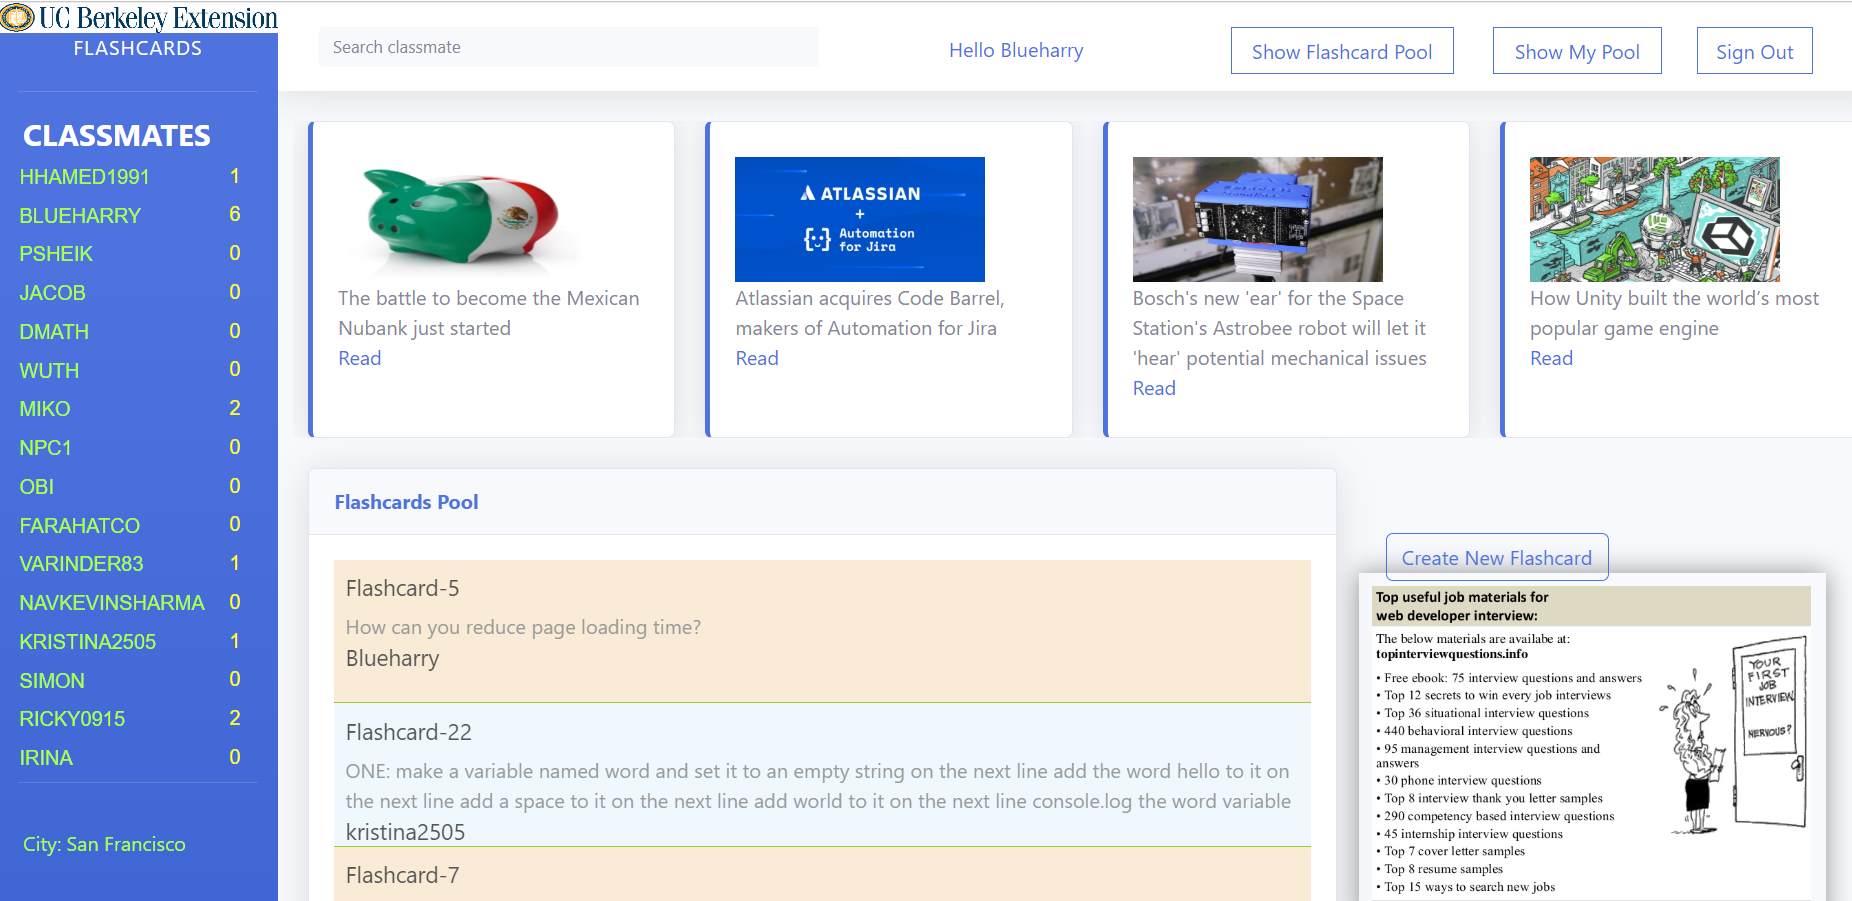 UC Berkeley Extension
FLASHCARDS
Search classmate
Hello Blueharry
Show Flashcard Pool
Show My Pool
Sign Out
CLASSMATES
HHAMED1991 1
BLUEHARRY 6
PSHEIK 0
JACOB 0
DMATH 0
WUTH 0
MIKO 2
NPC1 0
OBI 0
FARAHATCO 0
VARINDER83 1
NAVKEVINSHARMA 0
KRISTINA2505 1
SIMON 0
RICKY0915 2
IRINA 0
City: San Francisco
The battle to become the Mexican
Nubank just started
Read
ATLASSIAN
+
Automation
for Jira
Atlassian acquires Code Barrel,
makers of Automation for Jira
Read
Bosch's new 'ear' for the Space
Station's Astrobee robot will let it
'hear' potential mechanical issues
Read
How Unity built the world’s most
popular game engine
Read
Flashcards Pool
Flashcard-5
How can you reduce page loading time?
Blueharry
Flashcard-22
ONE: make a variable named word and set it to an empty string on the next line add the word hello to it on
the next line add a space to it on the next line add world to it on the next line console.log the word variable
kristina2505
Flashcard-7
Create New Flashcard
Top useful job materials for
web developer interview:
The below materials are availabe at:
topinterviewquestions.info
• Free ebook: 75 interview questions and answers
• Top 12 secrets to win every job interviews
• Top 36 situational interview questions
• 440 behavioral interview questions
• 95 management interview questions and
answers
• 30 phone interview questions
• Top 8 interview thank you letter samples
• 290 competency based interview questions
• 45 internship interview questions
• Top 7 cover letter samples
• Top 8 resume samples
• Top 15 ways to search new jobs
YOUR
FIRST
JOB
INTERVIEW
NERVOUS?